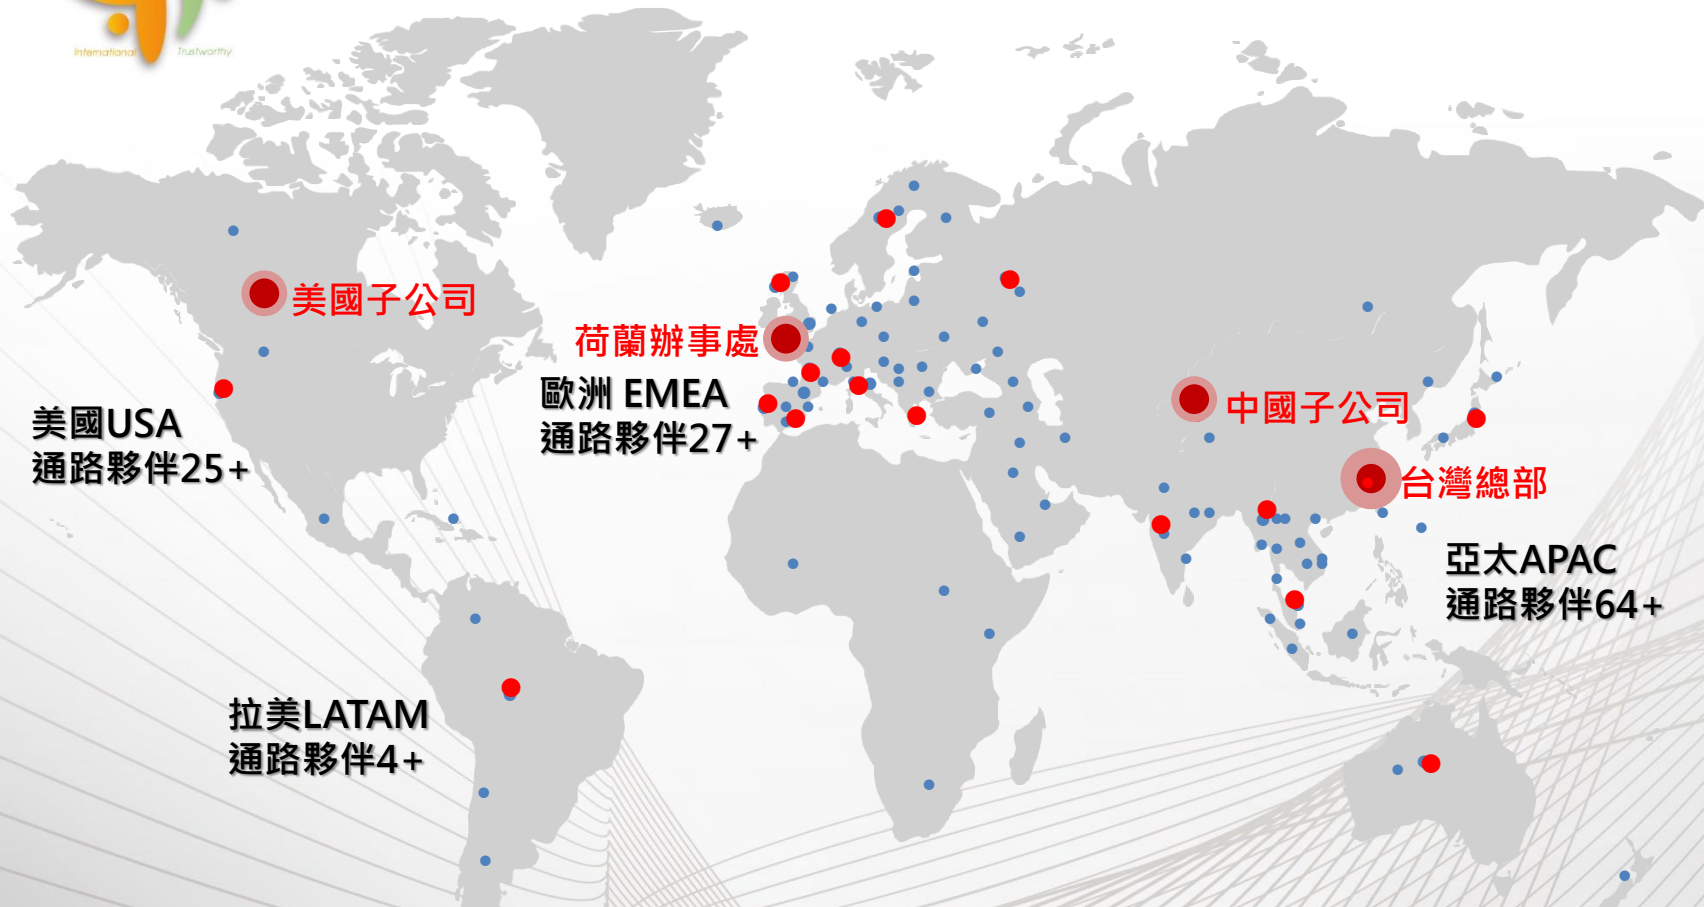 International Trustworthy
美國子公司
荷蘭辦事處
歐洲 EMEA
通路夥伴27+
中國子公司
美國USA
通路夥伴25+
台灣總部
亞太APAC
通路夥伴64+
拉美LATAM
通路夥伴4+